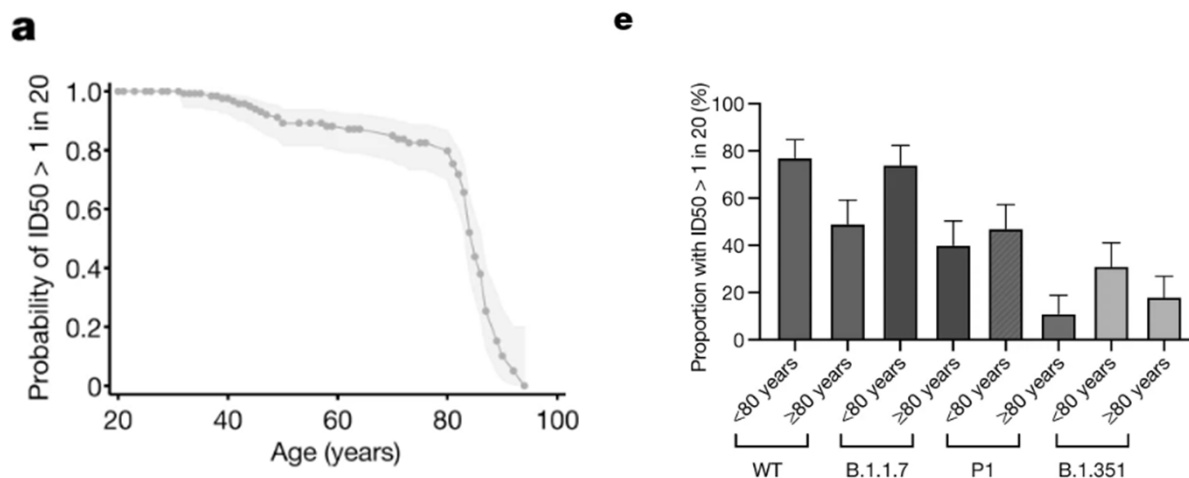 a
Probability of ID50 > 1 in 20
1.0
0.8
0.6
0.4
0.2
0
20 40 60 80 100
Age (years)
e
Proportion with ID50 > 1 in 20 (%)
100
80
60
40
20
0
<80 years ≥80 years <80 years ≥80 years <80 years ≥80 years <80 years ≥80 years
WT B.1.1.7 P1 B.1.351